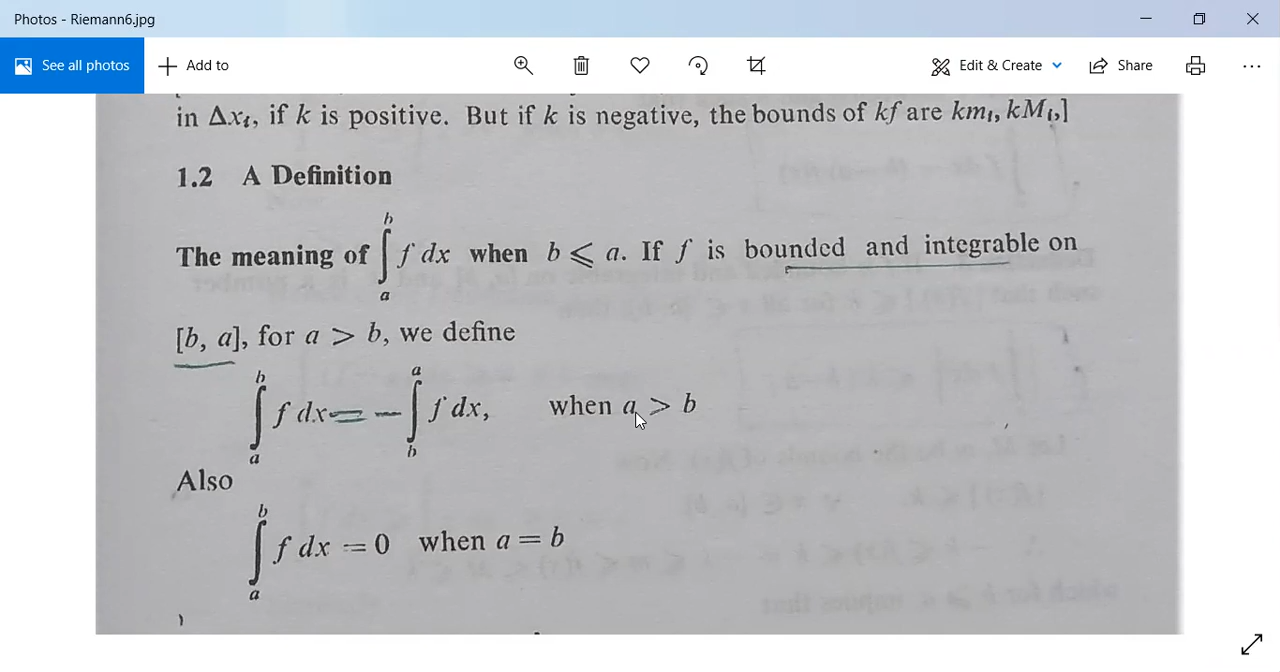 Photos - Riemann6.jpg
See all photos
Add to
Edit & Create
Share
in Δxᵢ, if k is positive. But if k is negative, the bounds of kf are kmᵢ, kMᵢ,]
1.2 A Definition
The meaning of ∫ₐᵇ f dx when b ⩽ a. If f is bounded and integrable on
[b, a], for a > b, we define
∫ₐᵇ f dx = − ∫_b^a f dx, when a > b
Also
∫ₐᵇ f dx = 0 when a = b